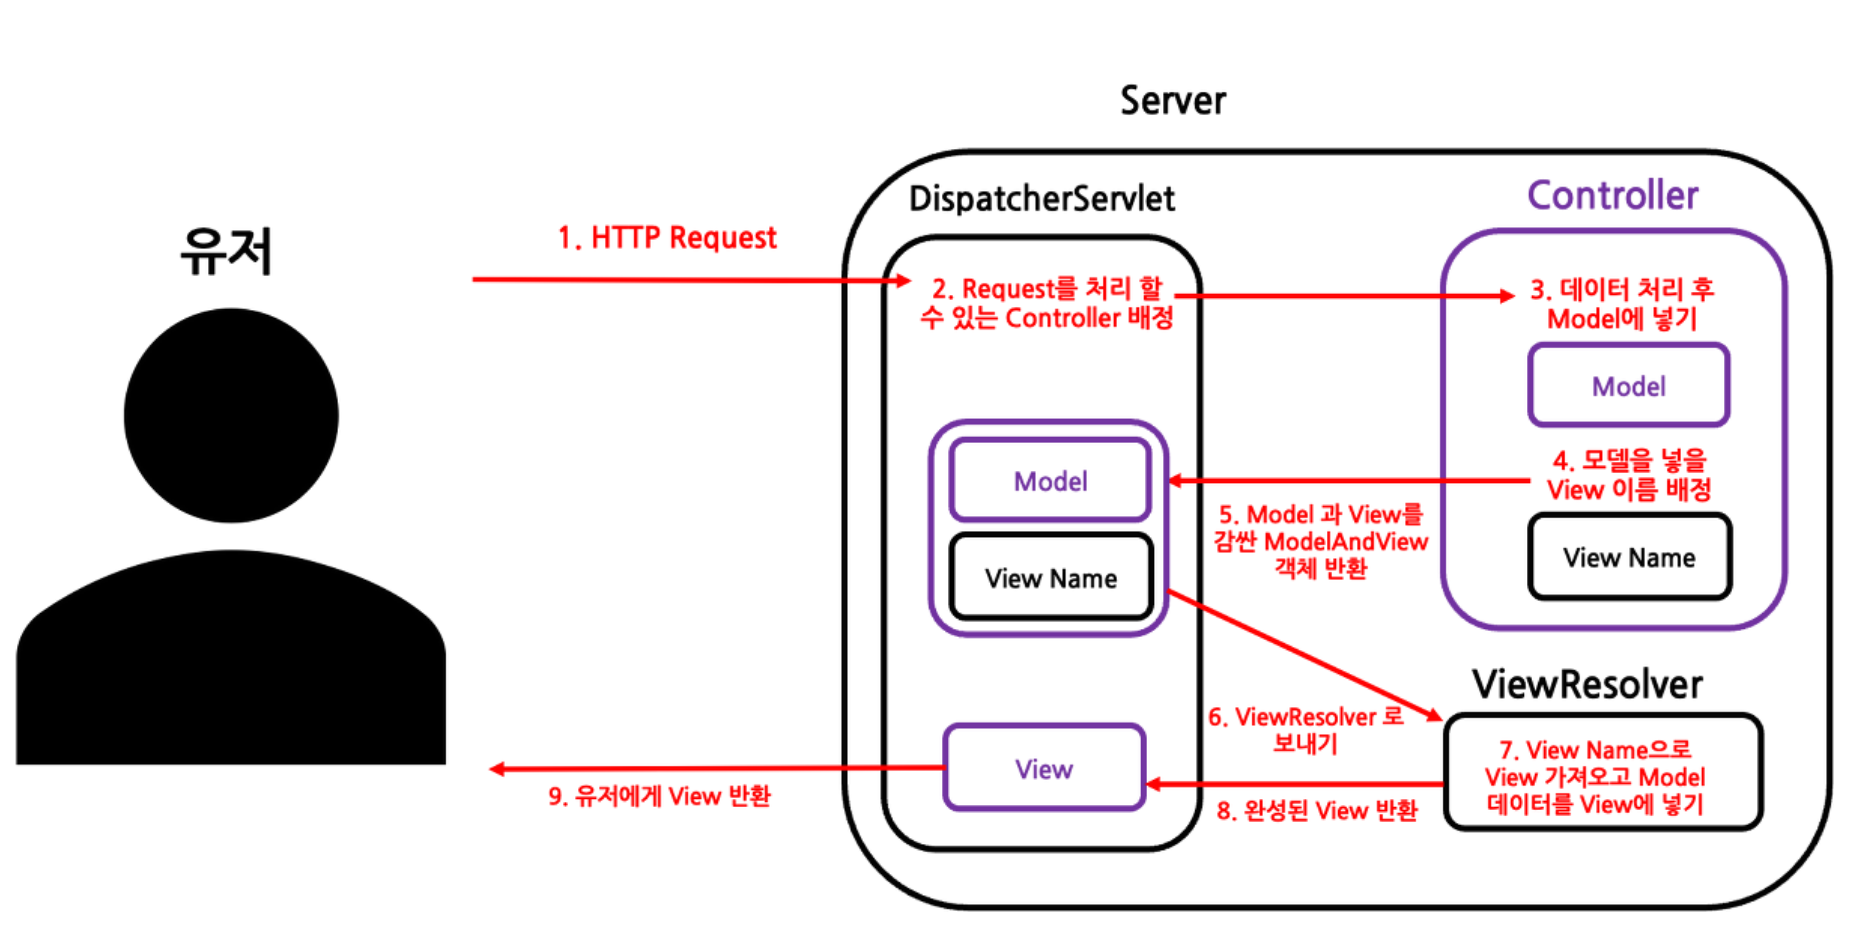 Server
유저
1. HTTP Request
DispatcherServlet
2. Request를 처리 할
수 있는 Controller 배정
Controller
3. 데이터 처리 후
Model에 넣기
Model
4. 모델을 넣을
View 이름 배정
View Name
5. Model 과 View를
감싼 ModelAndView
객체 반환
Model
View Name
6. ViewResolver 로
보내기
ViewResolver
7. View Name으로
View 가져오고 Model
데이터를 View에 넣기
8. 완성된 View 반환
View
9. 유저에게 View 반환